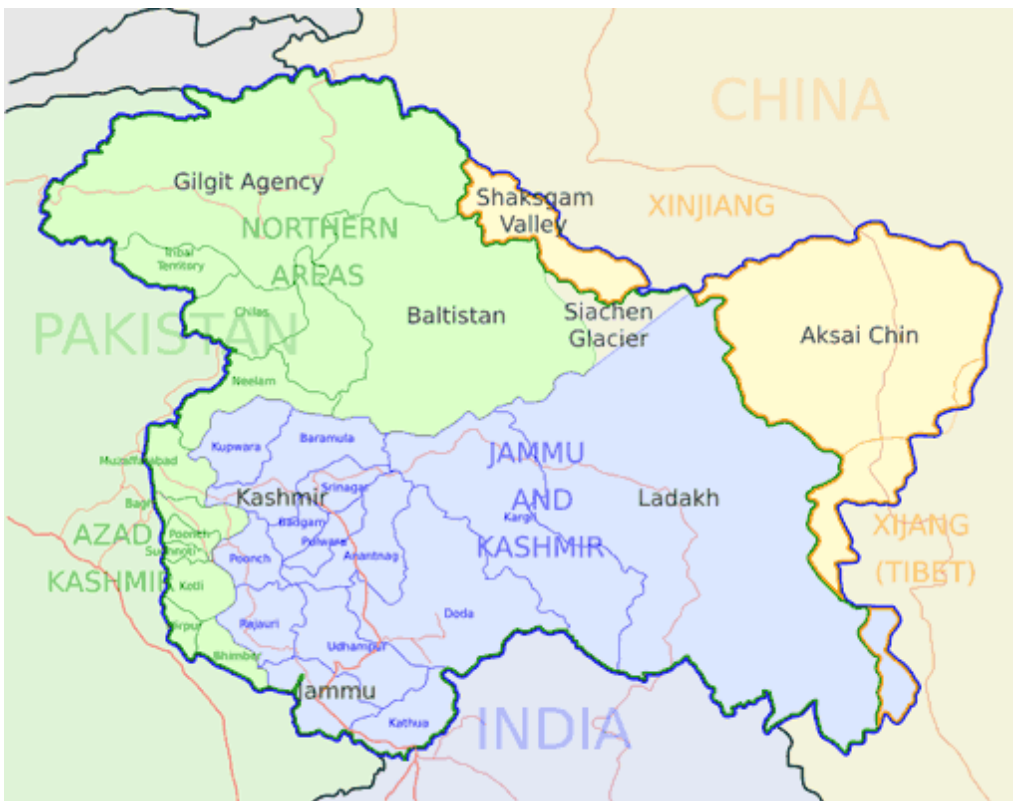 CHINA
Gilgit Agency
Shaksgam
Valley
XINJIANG
NORTHERN
Tribal
Territory
AREAS
Chilas
Baltistan
Siachen
Glacier
PAKISTAN
Aksai Chin
Neelam
Kupwara
Baramula
JAMMU
Muzaffarabad
Srinagar
Kashmir
AND
Ladakh
Bagh
Badgam
Kargil
AZAD
Poonch
Pulwara
XIJANG
Sudhnoti
Poonch
Anantnag
KASHMIR
(TIBET)
KASHMIR
Kotli
Doda
Mirpur
Rajauri
Udhampur
Bhimber
Jammu
Kathua
INDIA